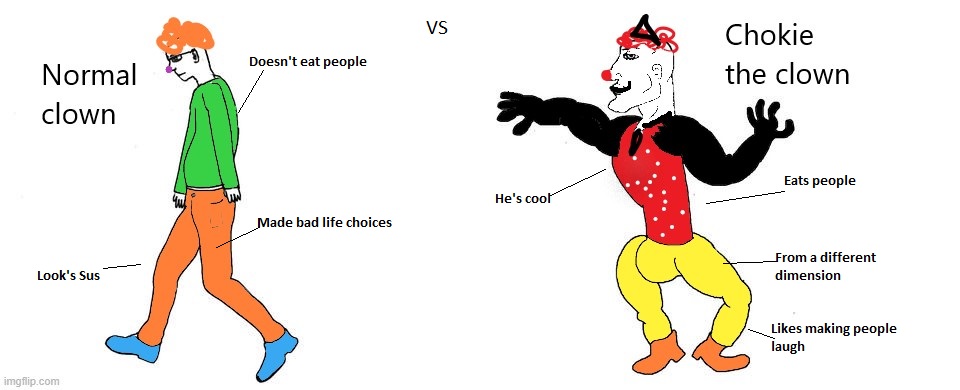 VS
Normal
clown
Doesn't eat people
Made bad life choices
Look's Sus
Chokie
the clown
He's cool
Eats people
From a different
dimension
Likes making people
laugh
imgflip.com